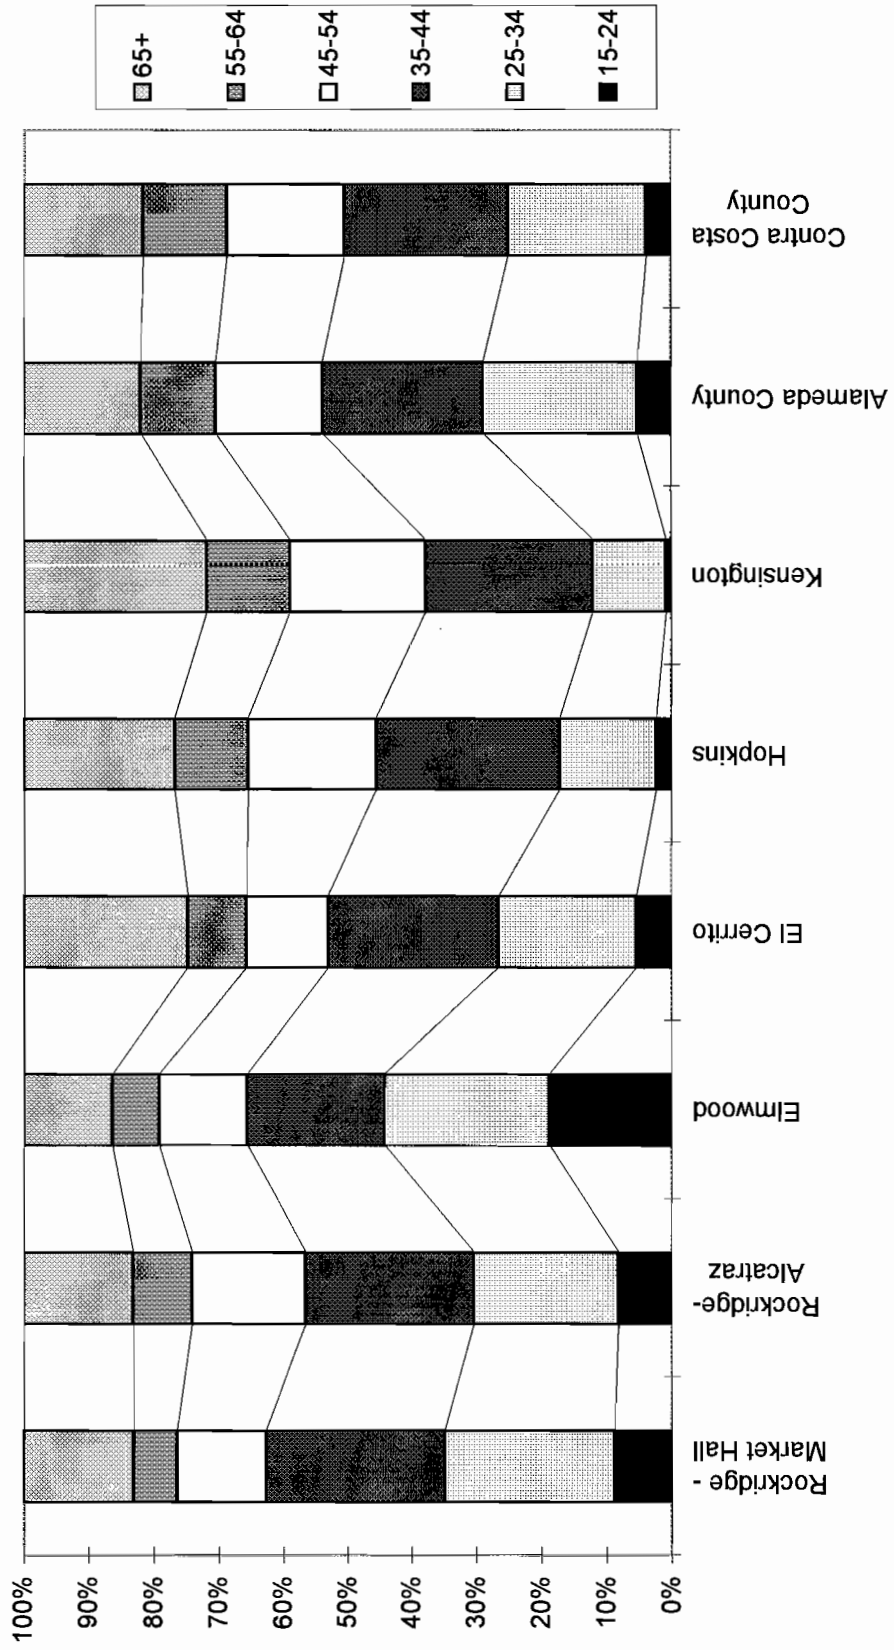 100%
90%
80%
70%
60%
50%
40%
30%
20%
10%
0%
Rockridge -
Market Hall
Rockridge-
Alcatraz
Elmwood
El Cerrito
Hopkins
Kensington
Alameda County
Contra Costa
County
65+
55-64
45-54
35-44
25-34
15-24